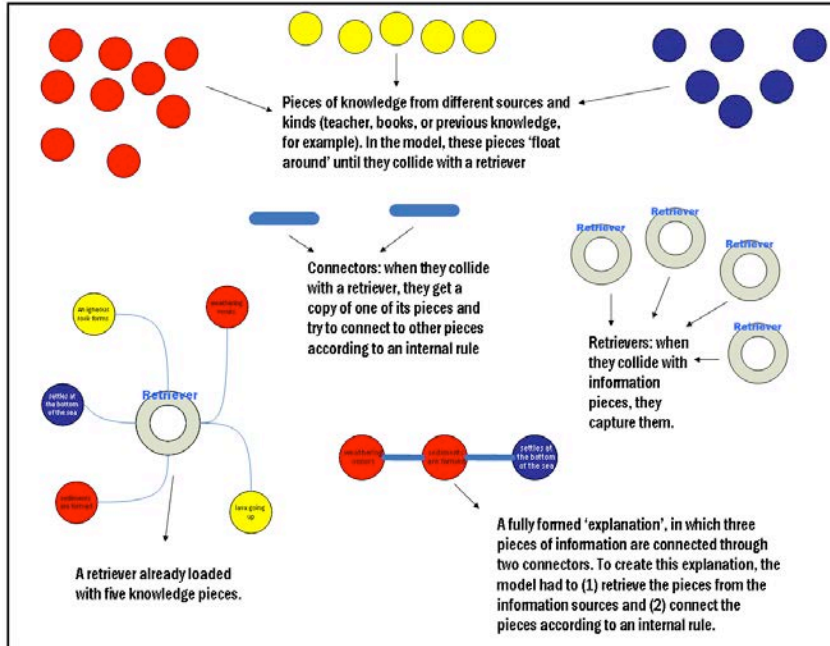 Pieces of knowledge from different sources and
kinds (teacher, books, or previous knowledge,
for example). In the model, these pieces 'float
around' until they collide with a retriever
Retriever
Retriever
Retriever
Retriever
Connectors: when they collide
with a retriever, they get a
copy of one of its pieces and
try to connect to other pieces
according to an internal rule
Retrievers: when
they collide with
information
pieces, they
capture them.
an igneous
rock forms
weathering
Retriever
settles at
the bottom
of the sea
sediments
are formed
lava going
up
A retriever already loaded
with five knowledge pieces.
weathering
occurs
sediments
are formed
settles at
the bottom
of the sea
A fully formed 'explanation', in which three
pieces of information are connected through
two connectors. To create this explanation, the
model had to (1) retrieve the pieces from the
information sources and (2) connect the
pieces according to an internal rule.